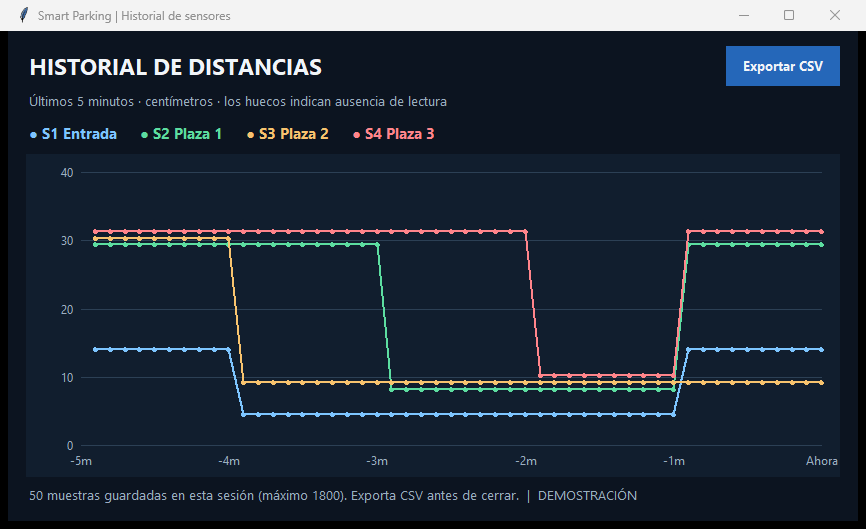 Smart Parking | Historial de sensores
HISTORIAL DE DISTANCIAS
Exportar CSV
Últimos 5 minutos · centímetros · los huecos indican ausencia de lectura
● S1 Entrada ● S2 Plaza 1 ● S3 Plaza 2 ● S4 Plaza 3
40
30
20
10
0
-5m -4m -3m -2m -1m Ahora
50 muestras guardadas en esta sesión (máximo 1800). Exporta CSV antes de cerrar. | DEMOSTRACIÓN